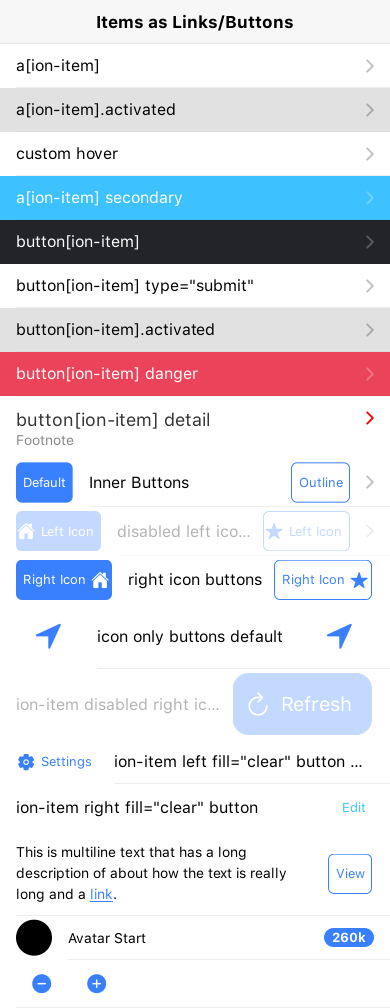 Items as Links/Buttons
a[ion-item]
a[ion-item].activated
custom hover
a[ion-item] secondary
button[ion-item]
button[ion-item] type="submit"
button[ion-item].activated
button[ion-item] danger
button[ion-item] detail
Footnote
Default Inner Buttons Outline
Left Icon disabled left ico... Left Icon
Right Icon right icon buttons Right Icon
icon only buttons default
ion-item disabled right ic... Refresh
Settings ion-item left fill="clear" button ...
ion-item right fill="clear" button Edit
This is multiline text that has a long
description of about how the text is really
long and a link.
View
Avatar Start 260k